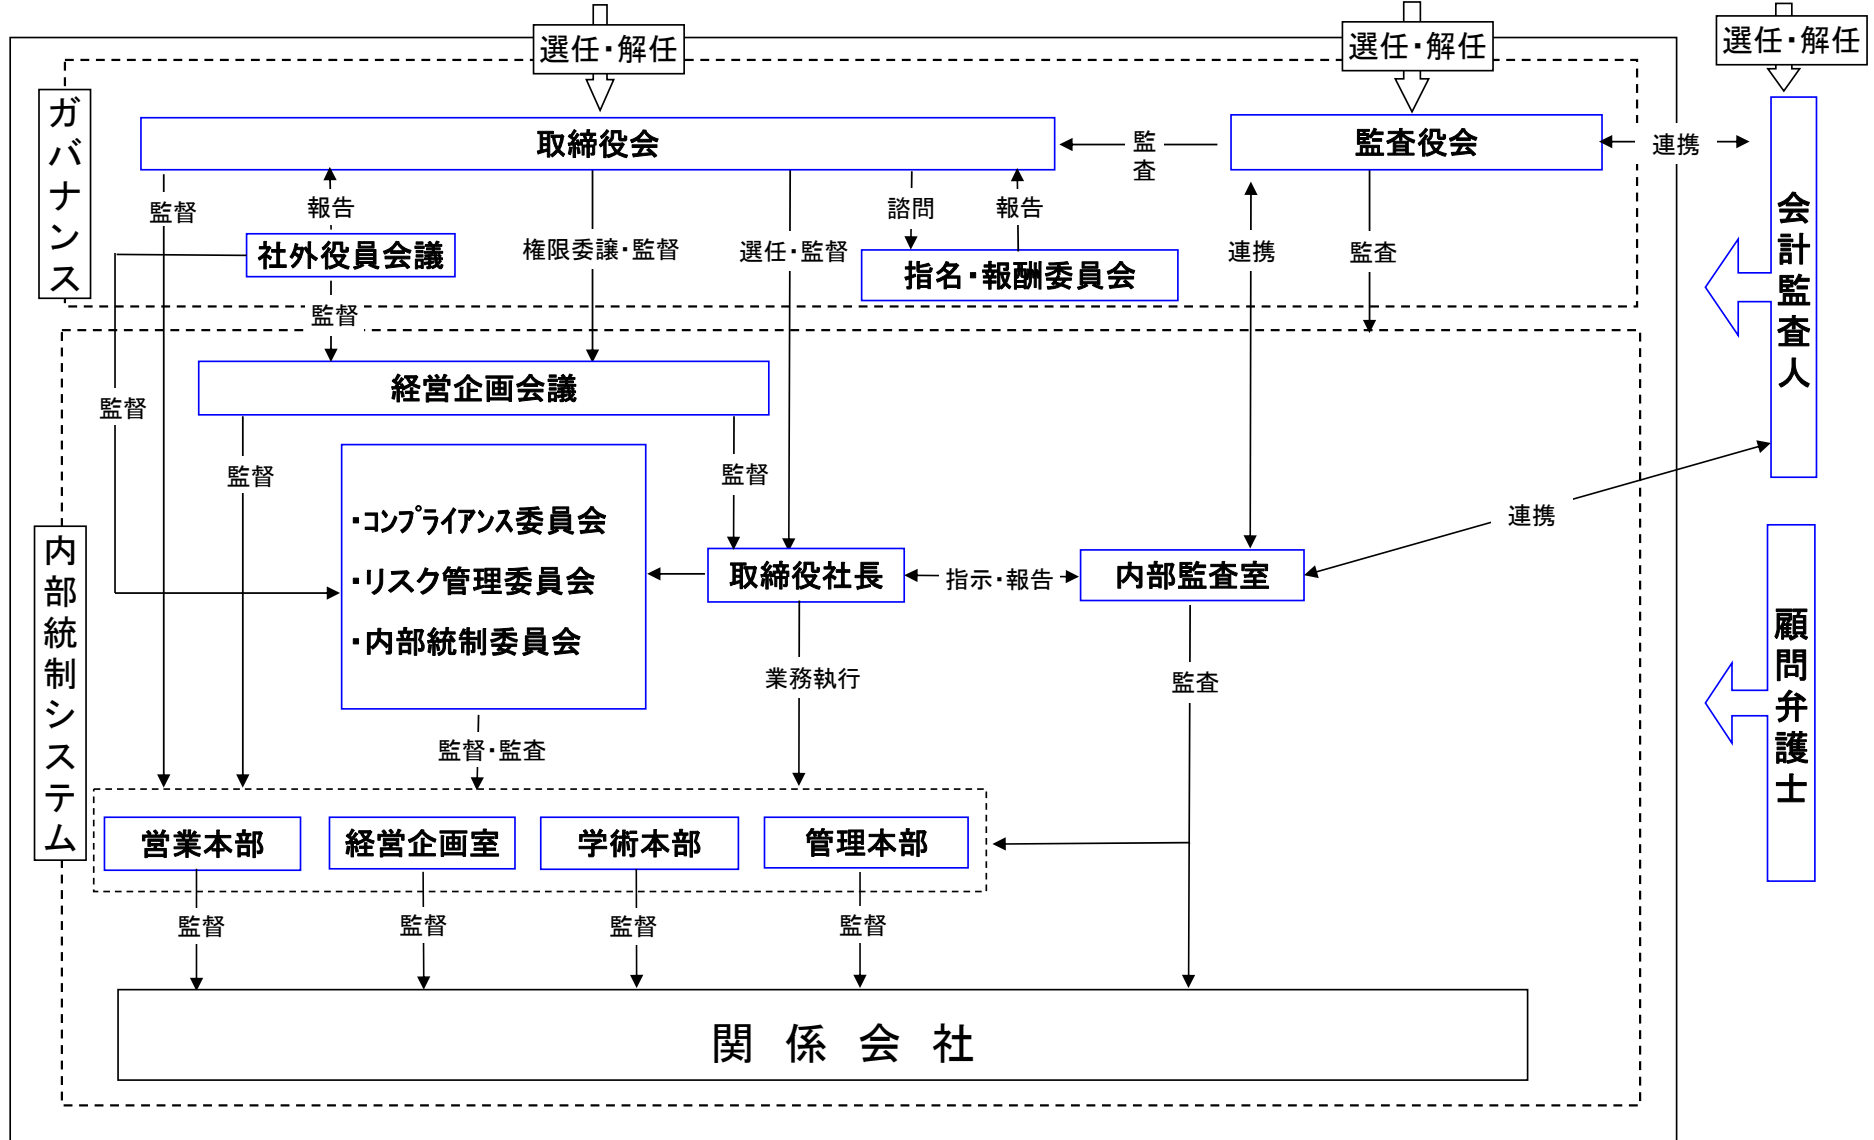 選任・解任
選任・解任
選任・解任
ガバナンス
取締役会
監査
監査役会
連携
会計監査人
監督
報告
権限委譲・監督
選任・監督
諮問
報告
連携
監査
社外役員会議
指名・報酬委員会
監督
経営企画会議
監督
監督
監督
・コンプライアンス委員会
・リスク管理委員会
・内部統制委員会
取締役社長
指示・報告
内部監査室
連携
内部統制システム
顧問弁護士
業務執行
監査
監督・監査
営業本部
経営企画室
学術本部
管理本部
監督
監督
監督
監督
関係会社